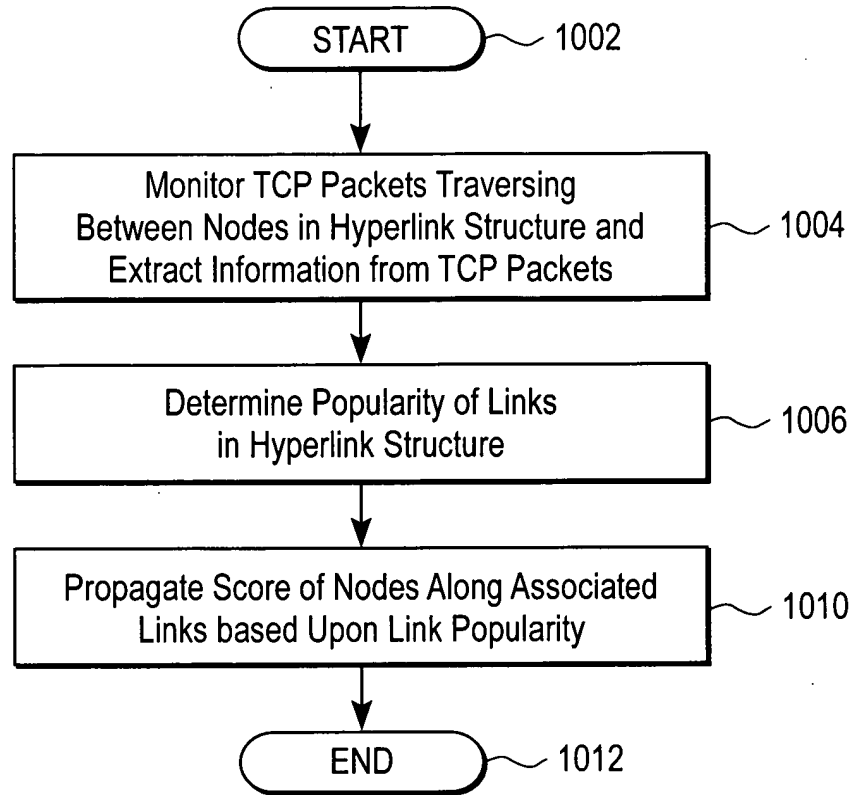 START
1002
Monitor TCP Packets Traversing
Between Nodes in Hyperlink Structure and
Extract Information from TCP Packets
1004
Determine Popularity of Links
in Hyperlink Structure
1006
Propagate Score of Nodes Along Associated
Links based Upon Link Popularity
1010
END
1012